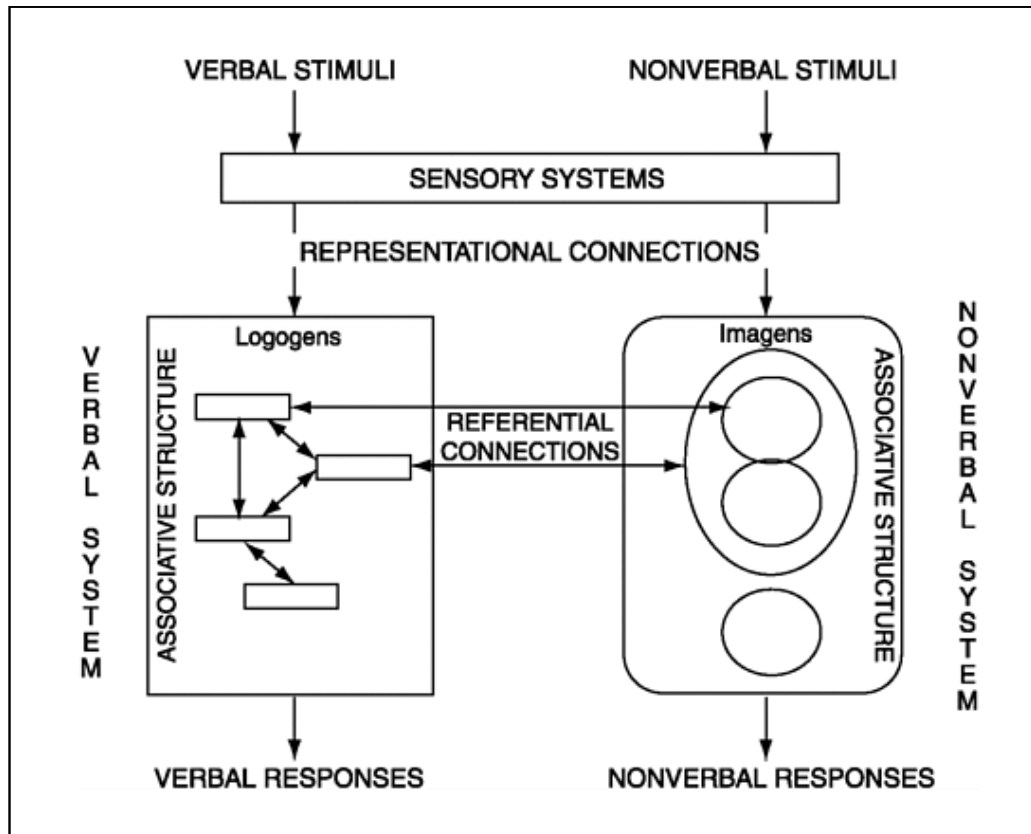 VERBAL STIMULI
NONVERBAL STIMULI
SENSORY SYSTEMS
REPRESENTATIONAL CONNECTIONS
VERBAL SYSTEM
ASSOCIATIVE STRUCTURE
Logogens
REFERENTIAL
CONNECTIONS
Imagens
ASSOCIATIVE STRUCTURE
NONVERBAL SYSTEM
VERBAL RESPONSES
NONVERBAL RESPONSES